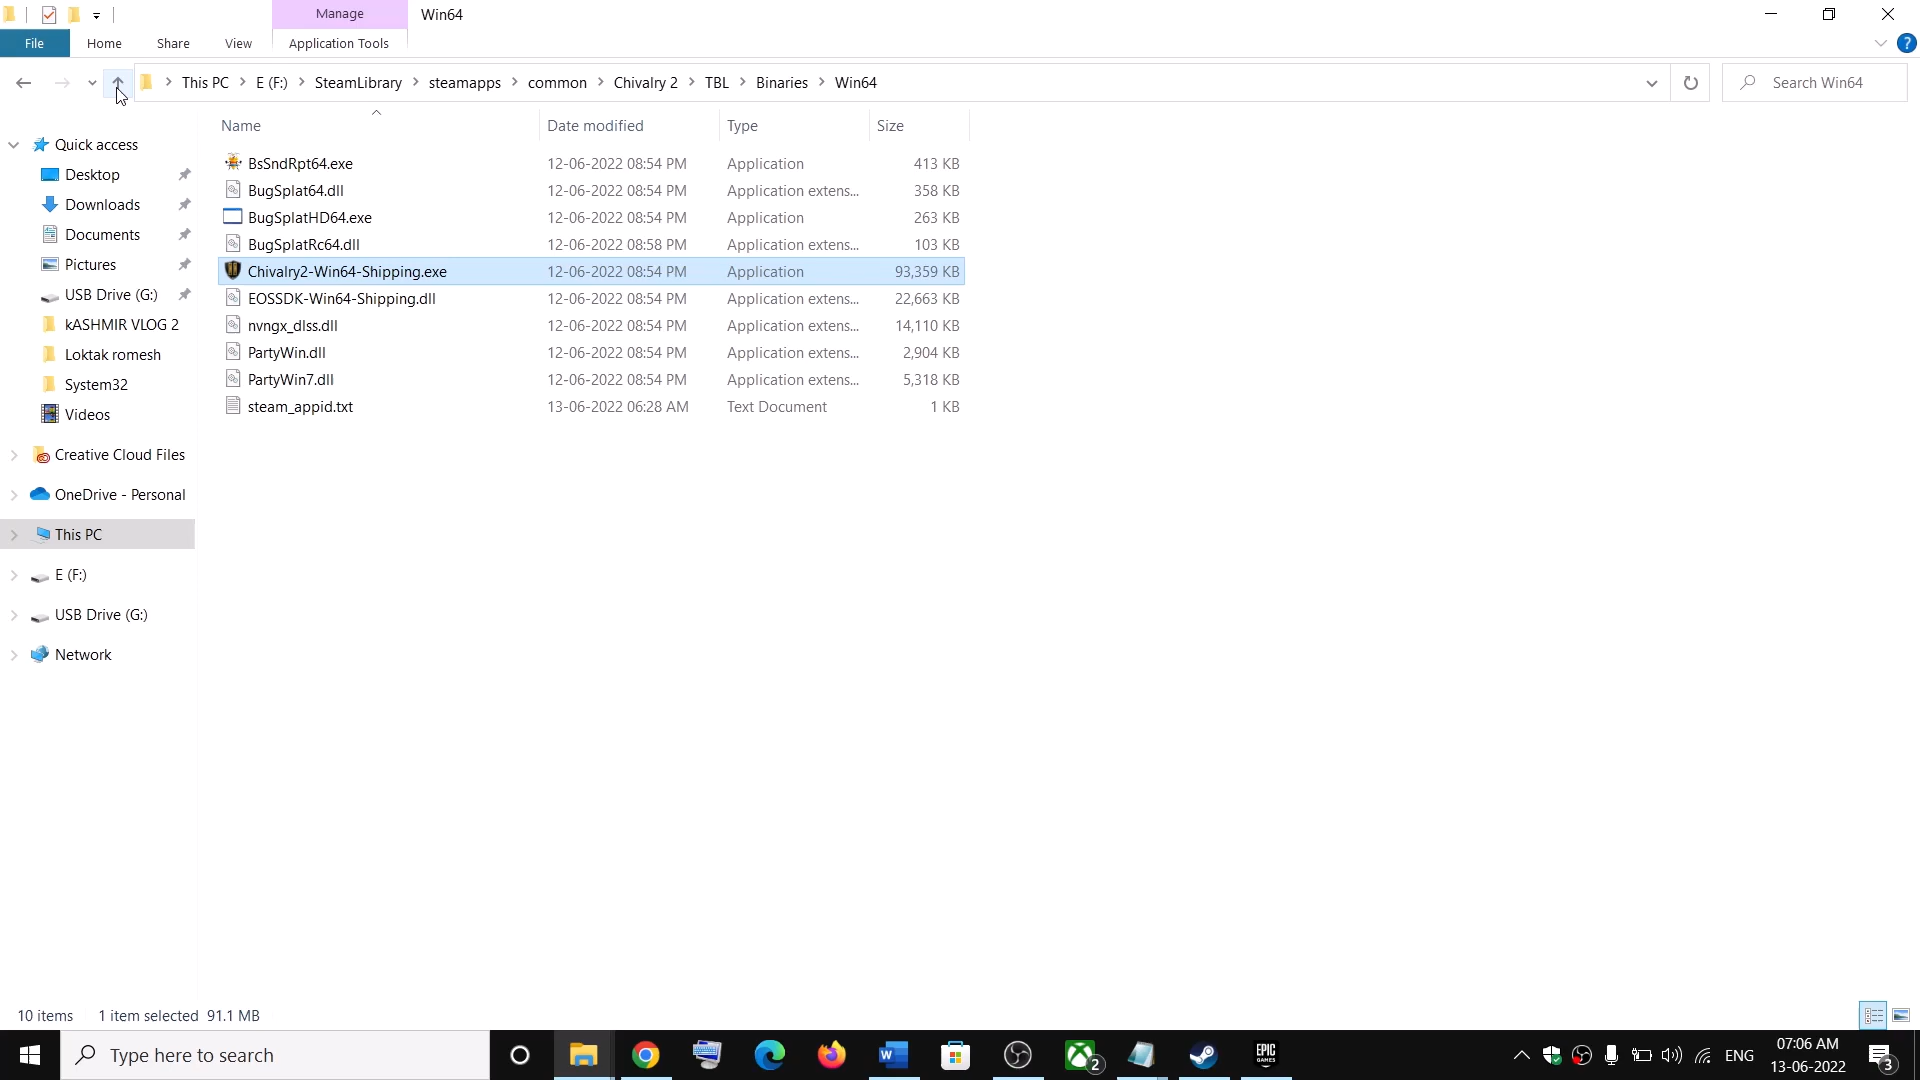 Manage
Win64
File
Home
Share
View
Application Tools
This PC
E (F:)
SteamLibrary
steamapps
common
Chivalry 2
TBL
Binaries
Win64
Search Win64
Name
Date modified
Type
Size
Quick access
Desktop
Downloads
Documents
Pictures
USB Drive (G:)
kASHMIR VLOG 2
Loktak romesh
System32
Videos
Creative Cloud Files
OneDrive - Personal
This PC
E (F:)
USB Drive (G:)
Network
BsSndRpt64.exe 12-06-2022 08:54 PM Application 413 KB
BugSplat64.dll 12-06-2022 08:54 PM Application extens... 358 KB
BugSplatHD64.exe 12-06-2022 08:54 PM Application 263 KB
BugSplatRc64.dll 12-06-2022 08:58 PM Application extens... 103 KB
Chivalry2-Win64-Shipping.exe 12-06-2022 08:54 PM Application 93,359 KB
EOSSDK-Win64-Shipping.dll 12-06-2022 08:54 PM Application extens... 22,663 KB
nvngx_dlss.dll 12-06-2022 08:54 PM Application extens... 14,110 KB
PartyWin.dll 12-06-2022 08:54 PM Application extens... 2,904 KB
PartyWin7.dll 12-06-2022 08:54 PM Application extens... 5,318 KB
steam_appid.txt 13-06-2022 06:28 AM Text Document 1 KB
10 items 1 item selected 91.1 MB
Type here to search
W
2
EPIC
GAMES
ENG
07:06 AM
13-06-2022
3